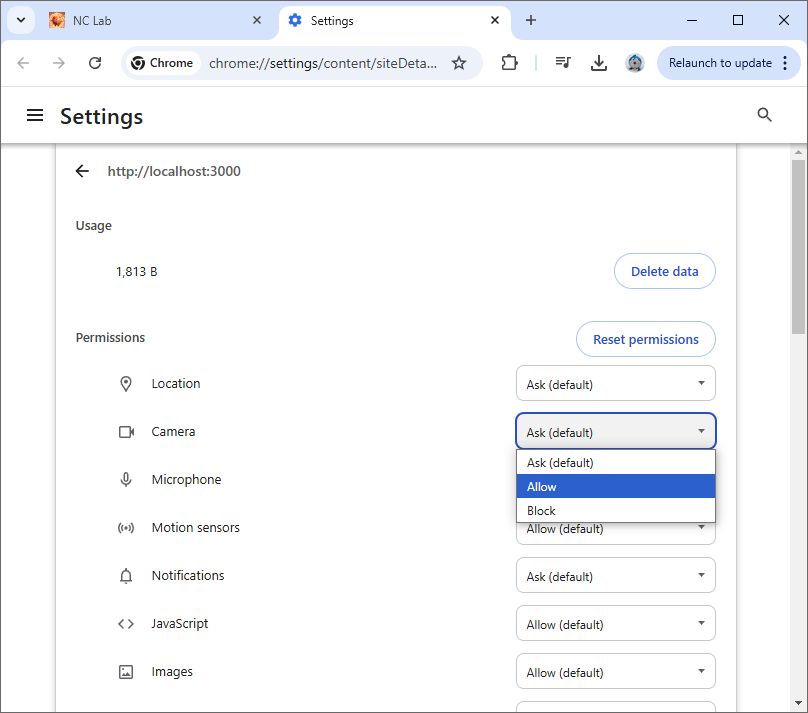 NC Lab
Settings
Chrome chrome://settings/content/siteDeta... Relaunch to update
Settings
http://localhost:3000
Usage
1,813 B Delete data
Permissions Reset permissions
Location Ask (default)
Camera Ask (default)
Ask (default)
Microphone
Allow
Block
Motion sensors Allow (default)
Notifications Ask (default)
JavaScript Allow (default)
Images Allow (default)